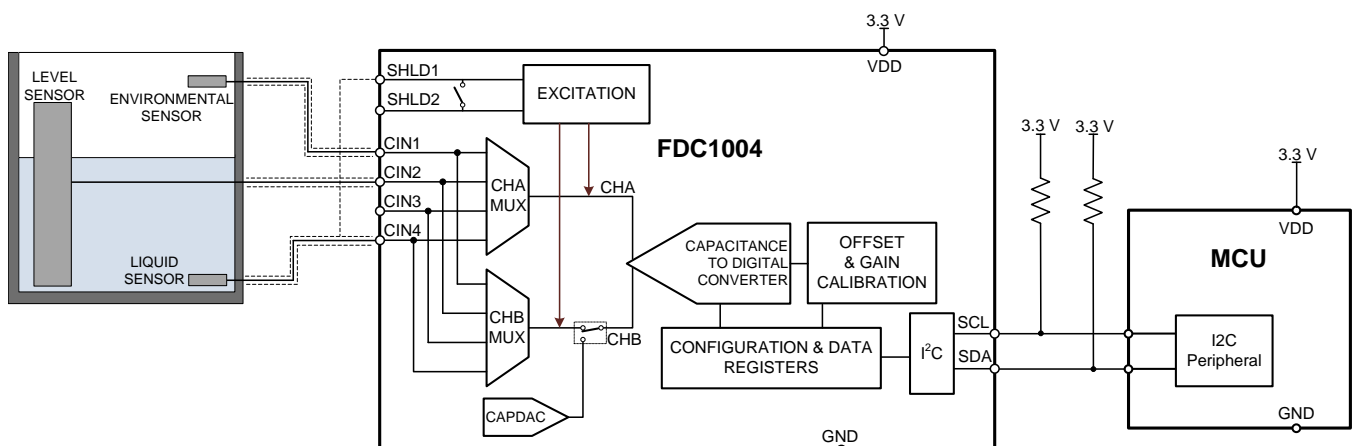 LEVEL
SENSOR
ENVIRONMENTAL
SENSOR
LIQUID
SENSOR
SHLD1
SHLD2
CIN1
CIN2
CIN3
CIN4
EXCITATION
FDC1004
3.3 V
VDD
CHA
MUX
CHA
CHB
MUX
CHB
CAPDAC
CAPACITANCE
TO DIGITAL
CONVERTER
OFFSET
& GAIN
CALIBRATION
CONFIGURATION & DATA
REGISTERS
I²C
SCL
SDA
GND
3.3 V
3.3 V
3.3 V
VDD
MCU
I2C
Peripheral
GND